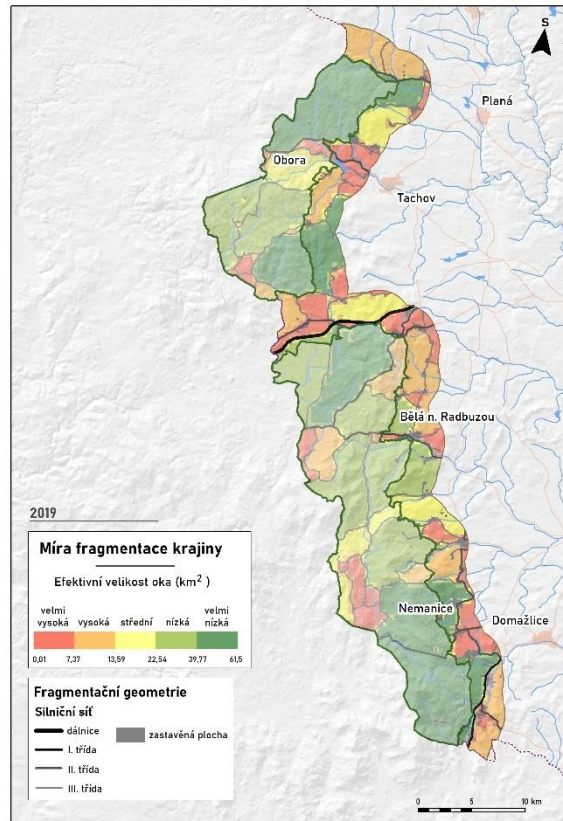 S
Planá
Obora
Tachov
Bělá n. Radbuzou
2019
Míra fragmentace krajiny
Efektivní velikost oka (km²)
velmi vysoká vysoká střední nízká velmi nízká
0,01 7,37 13,59 22,54 39,77 61,5
Nemanice
Domažlice
Fragmentační geometrie
Silniční síť
dálnice zastavěná plocha
I. třída
II. třída
III. třída
0 5 10 km